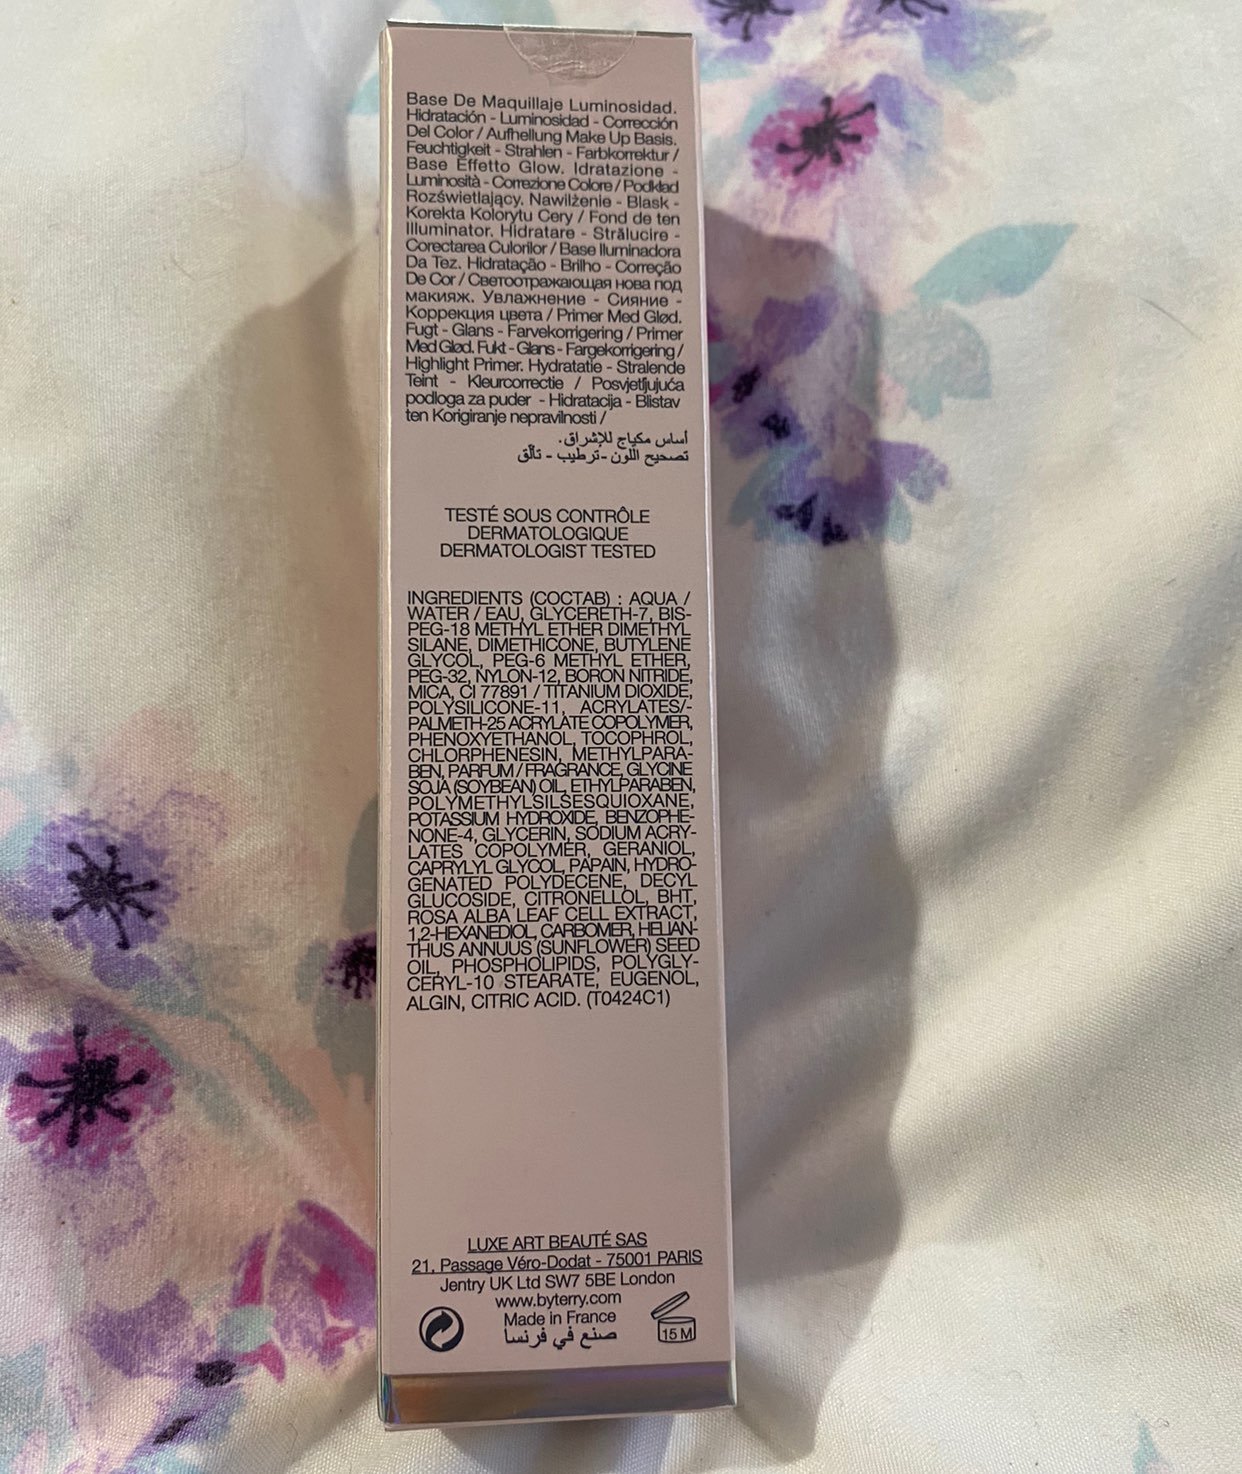 Base De Maquillaje Luminosidad.
Hidratación - Luminosidad - Corrección
Del Color / Aufhellung Make Up Basis.
Feuchtigkeit - Strahlen - Farbkorrektur /
Base Effetto Glow. Idratazione -
Luminosità - Correzione Colore / Podkład
Rozświetlający. Nawilżenie - Blask -
Korekta Kolorytu Cery / Fond de ten
Illuminator. Hidratare - Strălucire -
Corectarea Culorilor / Base Iluminadora
Da Tez. Hidratação - Brilho - Correção
De Cor / Светоотражающая нова под
макияж. Увлажнение - Сияние -
Коррекция цвета / Primer Med Glød.
Fugt - Glans - Farvekorrigering / Primer
Med Glød. Fukt - Glans - Fargekorrigering /
Highlight Primer. Hydratatie - Stralende
Teint - Kleurcorrectie / Posvjetljujuća
podloga za puder - Hidratacija - Blistav
ten Korigiranje nepravilnosti /
أساس مكياج للإشراق.
تصحيح اللون -ترطيب - تألّق
TESTÉ SOUS CONTRÔLE
DERMATOLOGIQUE
DERMATOLOGIST TESTED
INGREDIENTS (COCTAB) : AQUA /
WATER / EAU, GLYCERETH-7, BIS-
PEG-18 METHYL ETHER DIMETHYL
SILANE, DIMETHICONE, BUTYLENE
GLYCOL, PEG-6 METHYL ETHER,
PEG-32, NYLON-12, BORON NITRIDE,
MICA, CI 77891 / TITANIUM DIOXIDE,
POLYSILICONE-11, ACRYLATES/-
PALMETH-25 ACRYLATE COPOLYMER,
PHENOXYETHANOL, TOCOPHROL,
CHLORPHENESIN, METHYLPARA-
BEN, PARFUM / FRAGRANCE, GLYCINE
SOJA (SOYBEAN) OIL, ETHYLPARABEN,
POLYMETHYLSILSESQUIOXANE,
POTASSIUM HYDROXIDE, BENZOPHE-
NONE-4, GLYCERIN, SODIUM ACRY-
LATES COPOLYMER, GERANIOL,
CAPRYLYL GLYCOL, PAPAIN, HYDRO-
GENATED POLYDECENE, DECYL
GLUCOSIDE, CITRONELLOL, BHT,
ROSA ALBA LEAF CELL EXTRACT,
1,2-HEXANEDIOL, CARBOMER, HELIAN-
THUS ANNUUS (SUNFLOWER) SEED
OIL, PHOSPHOLIPIDS, POLYGLY-
CERYL-10 STEARATE, EUGENOL,
ALGIN, CITRIC ACID. (T0424C1)
LUXE ART BEAUTÉ SAS
21, Passage Véro-Dodat - 75001 PARIS
Jentry UK Ltd SW7 5BE London
www.byterry.com
Made in France
صنع في فرنسا
15 M